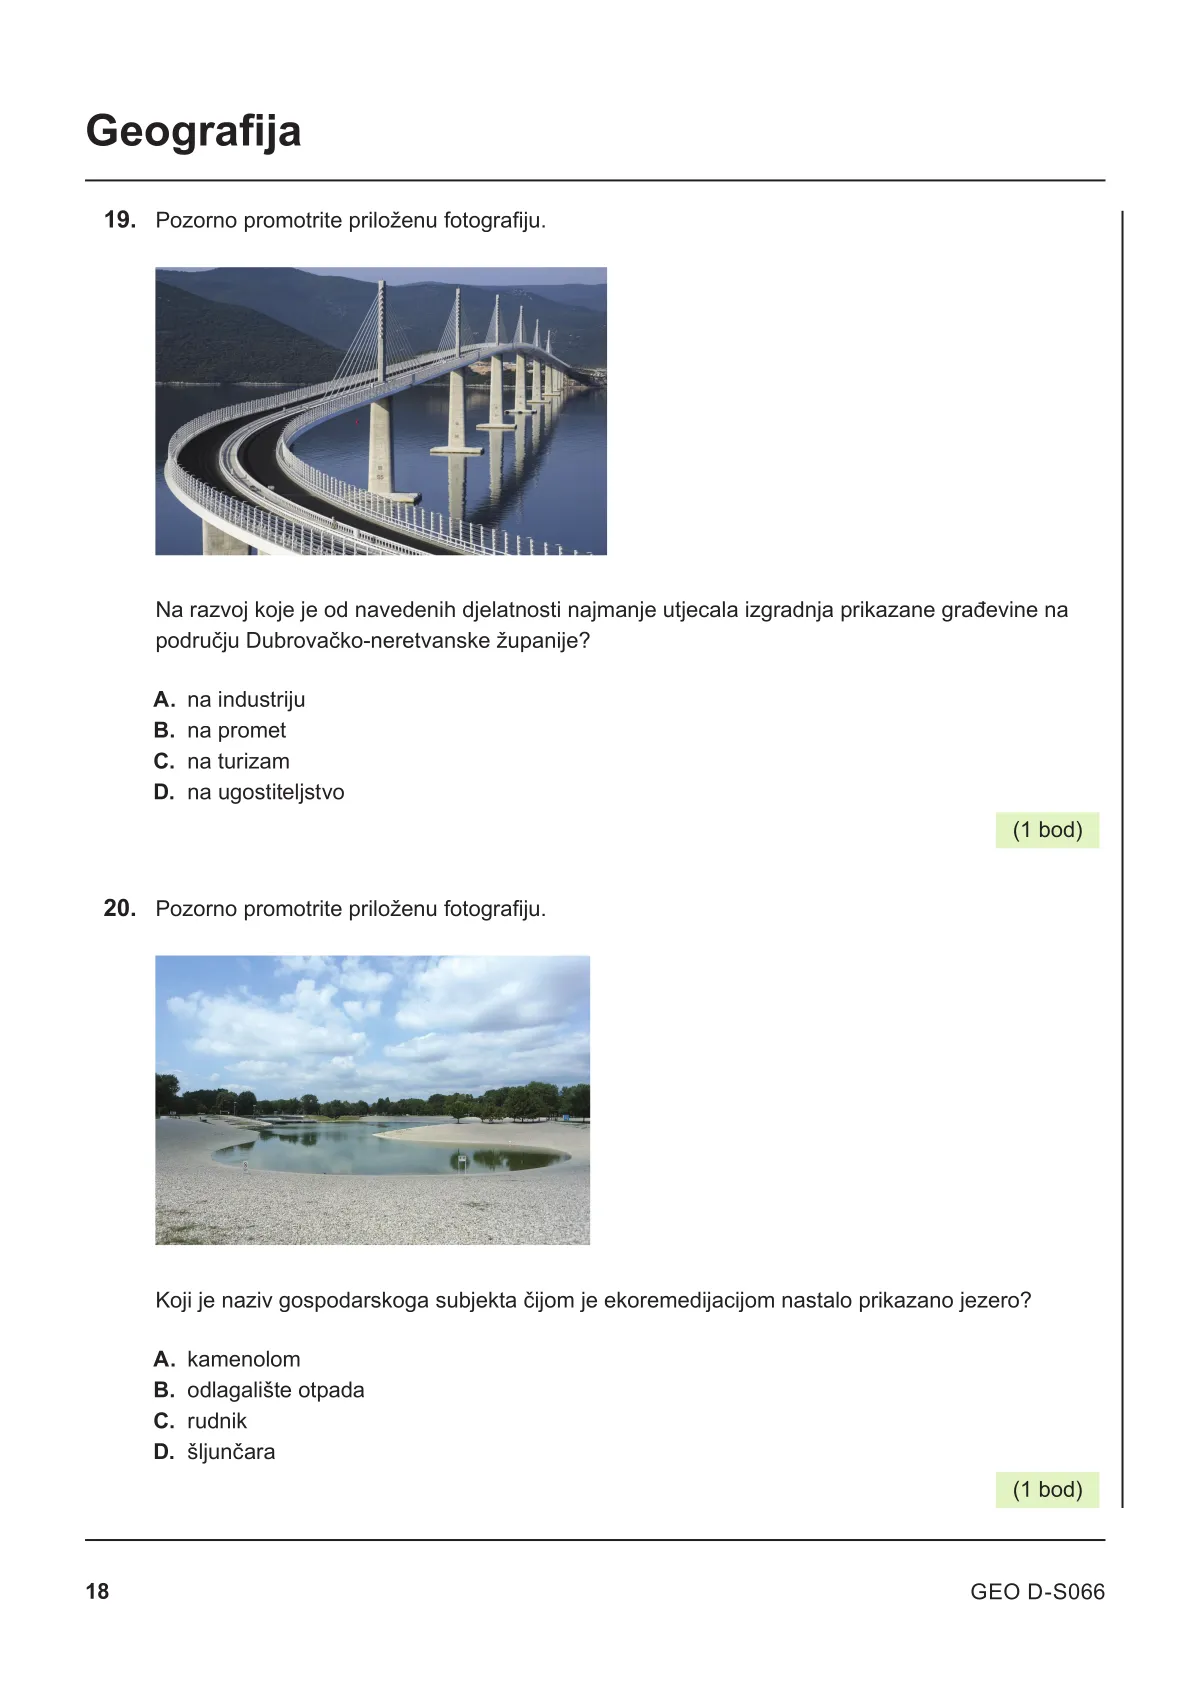 Geografija
19. Pozorno promotrite priloženu fotografiju.
Na razvoj koje je od navedenih djelatnosti najmanje utjecala izgradnja prikazane građevine na
području Dubrovačko-neretvanske županije?
A. na industriju
B. na promet
C. na turizam
D. na ugostiteljstvo
(1 bod)
20. Pozorno promotrite priloženu fotografiju.
Koji je naziv gospodarskoga subjekta čijom je ekoremedijacijom nastalo prikazano jezero?
A. kamenolom
B. odlagalište otpada
C. rudnik
D. šljunčara
(1 bod)
18
GEO D-S066